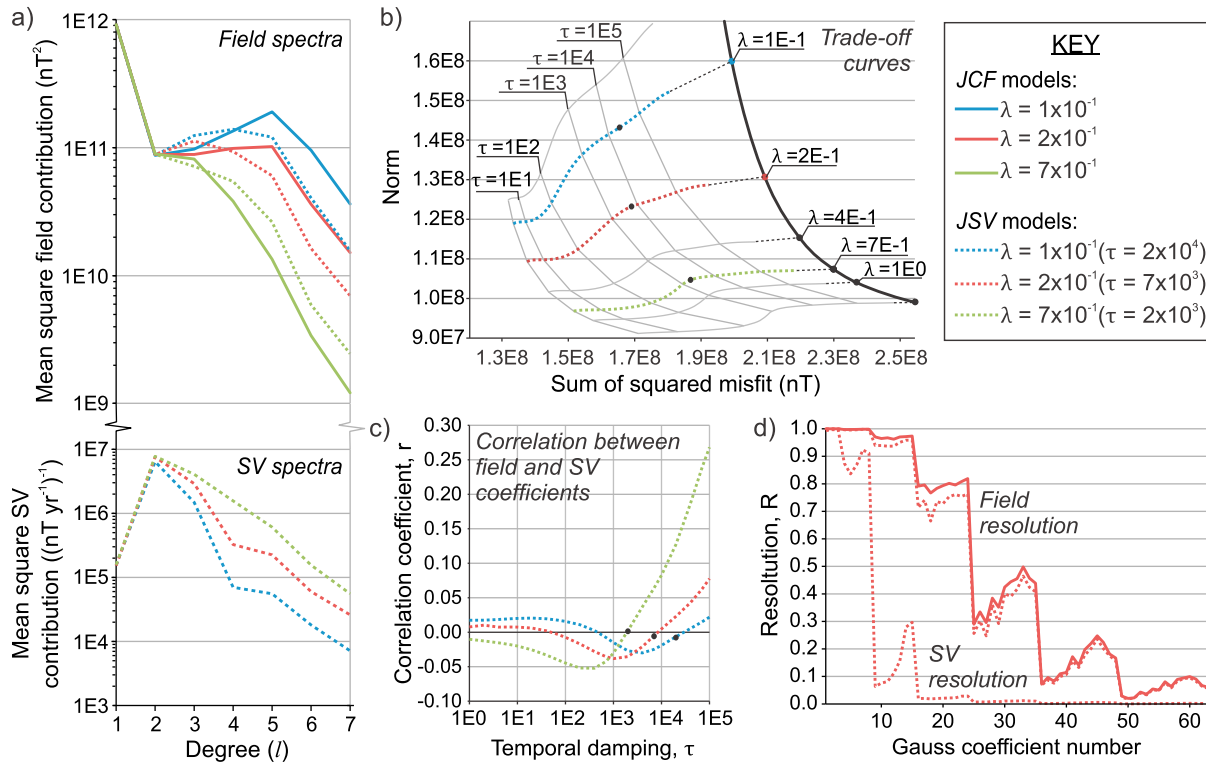 a)
1E12
1E11
1E10
1E9
Mean square field contribution (nT²)
Field spectra
1E7
1E6
1E5
1E4
1E3
Mean square SV
contribution ((nT yr⁻¹)⁻¹)
SV spectra
1 2 3 4 5 6 7
Degree (l)
b)
1.6E8
1.5E8
1.4E8
1.3E8
1.2E8
1.1E8
1.0E8
9.0E7
Norm
Trade-off
curves
τ =1E5
τ =1E4
τ =1E3
τ =1E2
τ =1E1
λ =1E-1
λ=2E-1
λ=4E-1
λ=7E-1
λ=1E0
1.3E8 1.5E8 1.7E8 1.9E8 2.1E8 2.3E8 2.5E8
Sum of squared misfit (nT)
KEY
JCF models:
λ = 1x10⁻¹
λ = 2x10⁻¹
λ = 7x10⁻¹
JSV models:
λ = 1x10⁻¹(τ = 2x10⁴)
λ = 2x10⁻¹(τ = 7x10³)
λ = 7x10⁻¹(τ = 2x10³)
c)
0.30
0.25
0.20
0.15
0.10
0.05
0.00
-0.05
-0.10
Correlation coefficient, r
Correlation between
field and SV
coefficients
1E0 1E1 1E2 1E3 1E4 1E5
Temporal damping, τ
d)
1.0
0.9
0.8
0.7
0.6
0.5
0.4
0.3
0.2
0.1
0
Resoltution, R
Field
resolution
SV
resolution
10 20 30 40 50 60
Gauss coefficient number